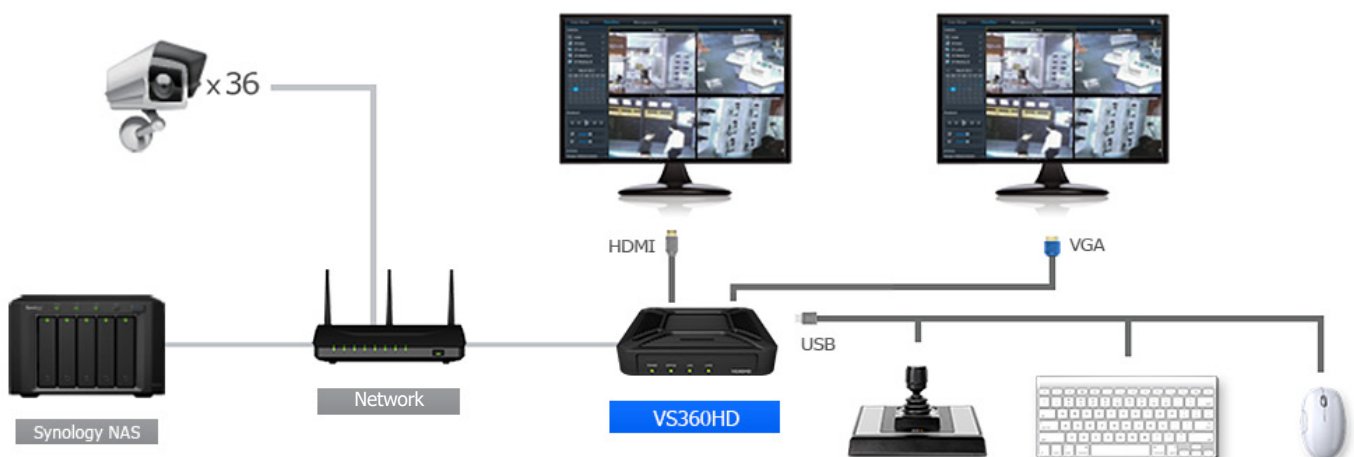 x 36
HDMI
VGA
USB
Network
VS360HD
Synology NAS